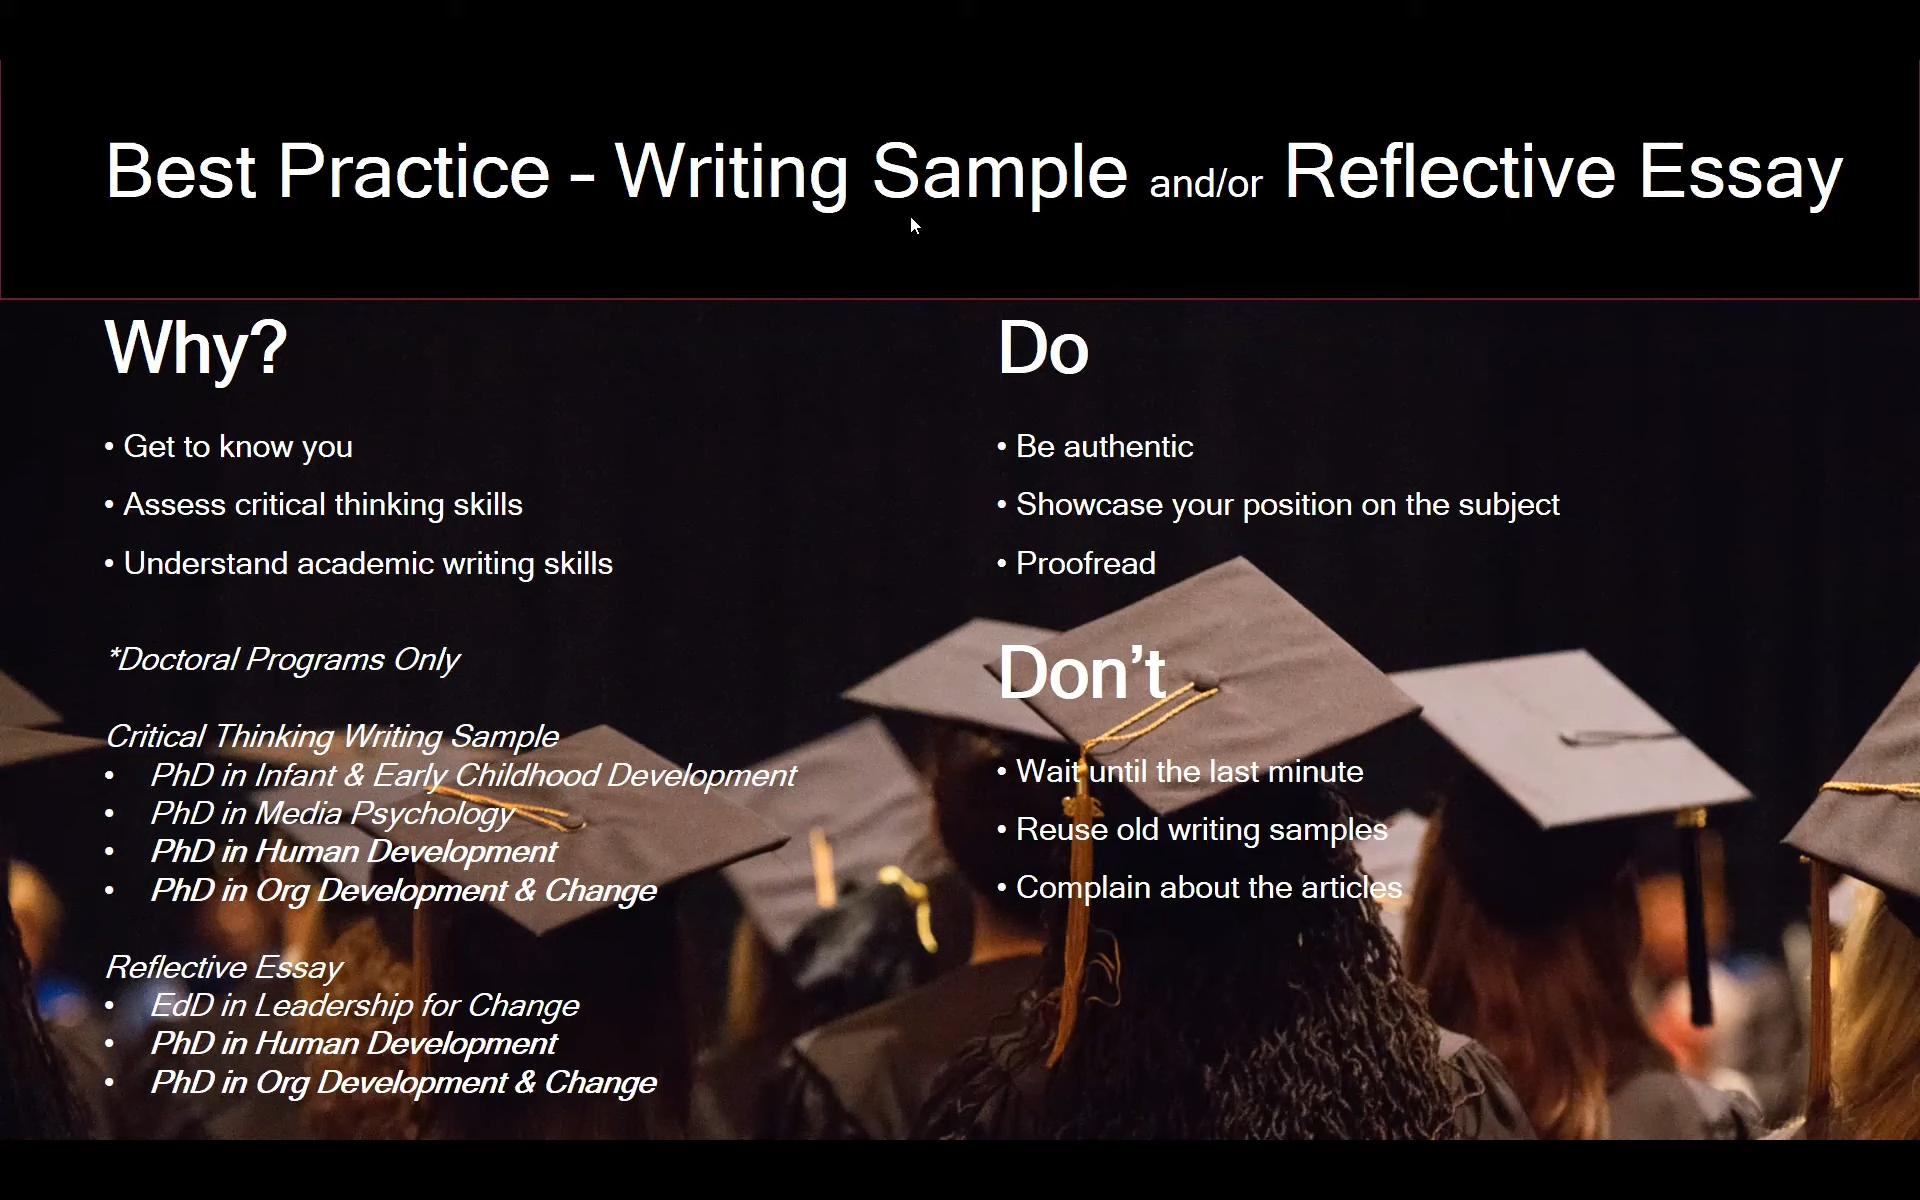 Best Practice – Writing Sample and/or Reflective Essay
Why?
• Get to know you
• Assess critical thinking skills
• Understand academic writing skills
*Doctoral Programs Only
Critical Thinking Writing Sample
• PhD in Infant & Early Childhood Development
• PhD in Media Psychology
• PhD in Human Development
• PhD in Org Development & Change
Reflective Essay
• EdD in Leadership for Change
• PhD in Human Development
• PhD in Org Development & Change
Do
• Be authentic
• Showcase your position on the subject
• Proofread
Don’t
• Wait until the last minute
• Reuse old writing samples
• Complain about the articles